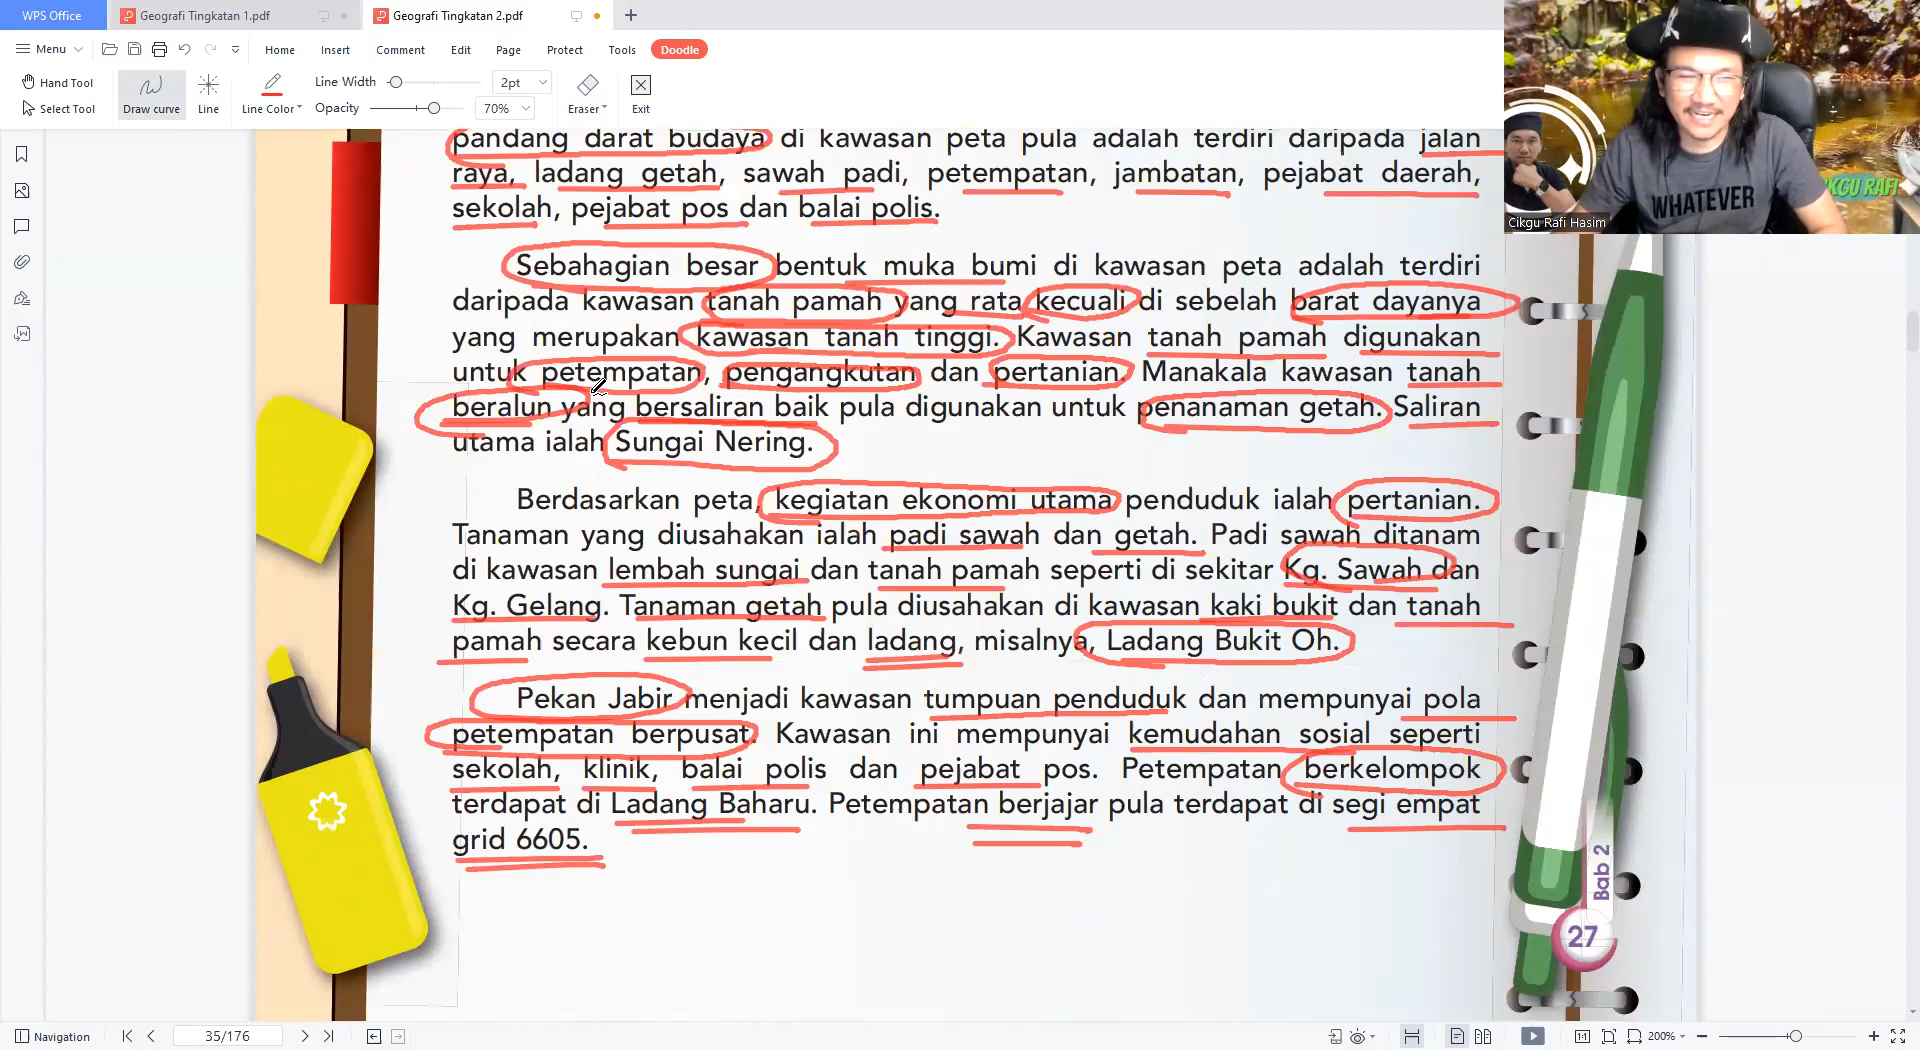 WPS Office
Geografi Tingkatan 1.pdf
Geografi Tingkatan 2.pdf
Menu
Home
Insert
Comment
Edit
Page
Protect
Tools
Doodle
Hand Tool
Select Tool
Draw curve
Line
Line Color
Line Width
2pt
Opacity
70%
Eraser
Exit
WHATEVER
CIKGU RAFI
Cikgu Rafi Hasim
pandang darat budaya di kawasan peta pula adalah terdiri daripada jalan
raya, ladang getah, sawah padi, petempatan, jambatan, pejabat daerah,
sekolah, pejabat pos dan balai polis.
Sebahagian besar bentuk muka bumi di kawasan peta adalah terdiri
daripada kawasan tanah pamah yang rata kecuali di sebelah barat dayanya
yang merupakan kawasan tanah tinggi. Kawasan tanah pamah digunakan
untuk petempatan, pengangkutan dan pertanian. Manakala kawasan tanah
beralun yang bersaliran baik pula digunakan untuk penanaman getah. Saliran
utama ialah Sungai Nering.
Berdasarkan peta, kegiatan ekonomi utama penduduk ialah pertanian.
Tanaman yang diusahakan ialah padi sawah dan getah. Padi sawah ditanam
di kawasan lembah sungai dan tanah pamah seperti di sekitar Kg. Sawah dan
Kg. Gelang. Tanaman getah pula diusahakan di kawasan kaki bukit dan tanah
pamah secara kebun kecil dan ladang, misalnya, Ladang Bukit Oh.
Pekan Jabir menjadi kawasan tumpuan penduduk dan mempunyai pola
petempatan berpusat. Kawasan ini mempunyai kemudahan sosial seperti
sekolah, klinik, balai polis dan pejabat pos. Petempatan berkelompok
terdapat di Ladang Baharu. Petempatan berjajar pula terdapat di segi empat
grid 6605.
Bab 2
27
Navigation
35/176
200%